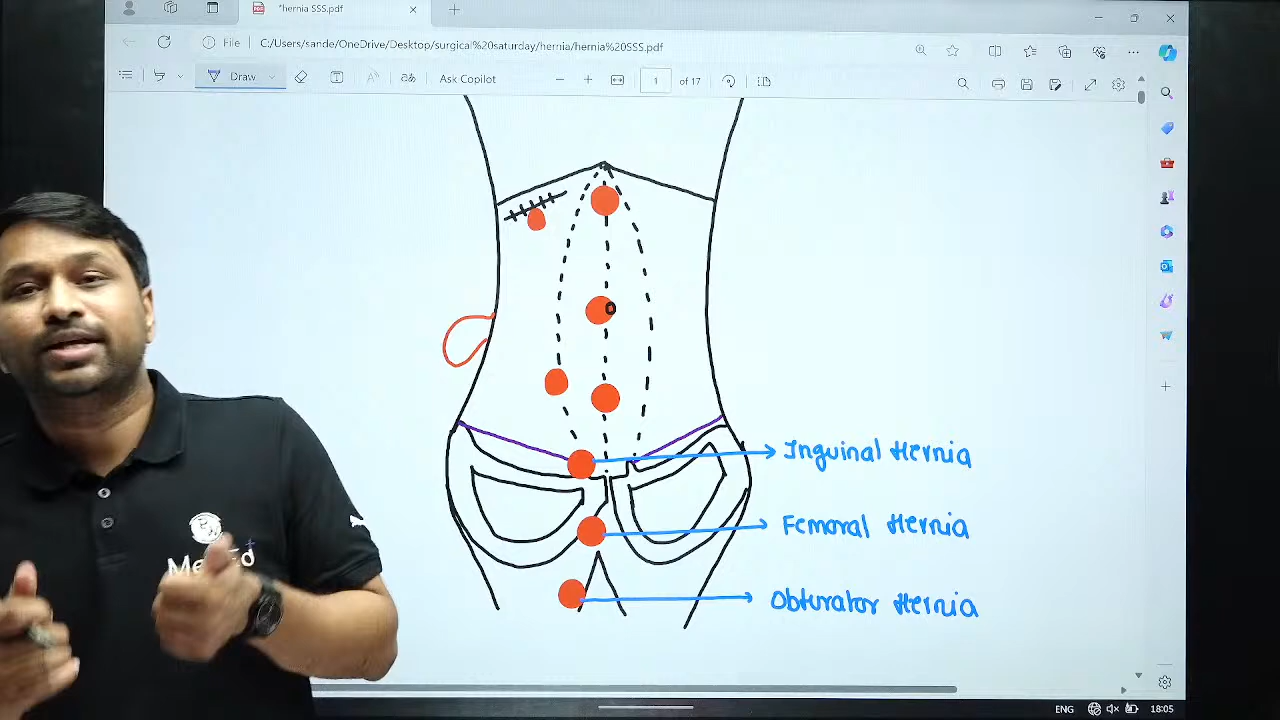 *hernia SSS.pdf
File
C:/Users/sande/OneDrive/Desktop/surgical%20saturday/hernia/hernia%20SSS.pdf
Draw
Ask Copilot
1 of 17
Inguinal Hernia
Femoral Hernia
Obturator Hernia
ENG
18:05